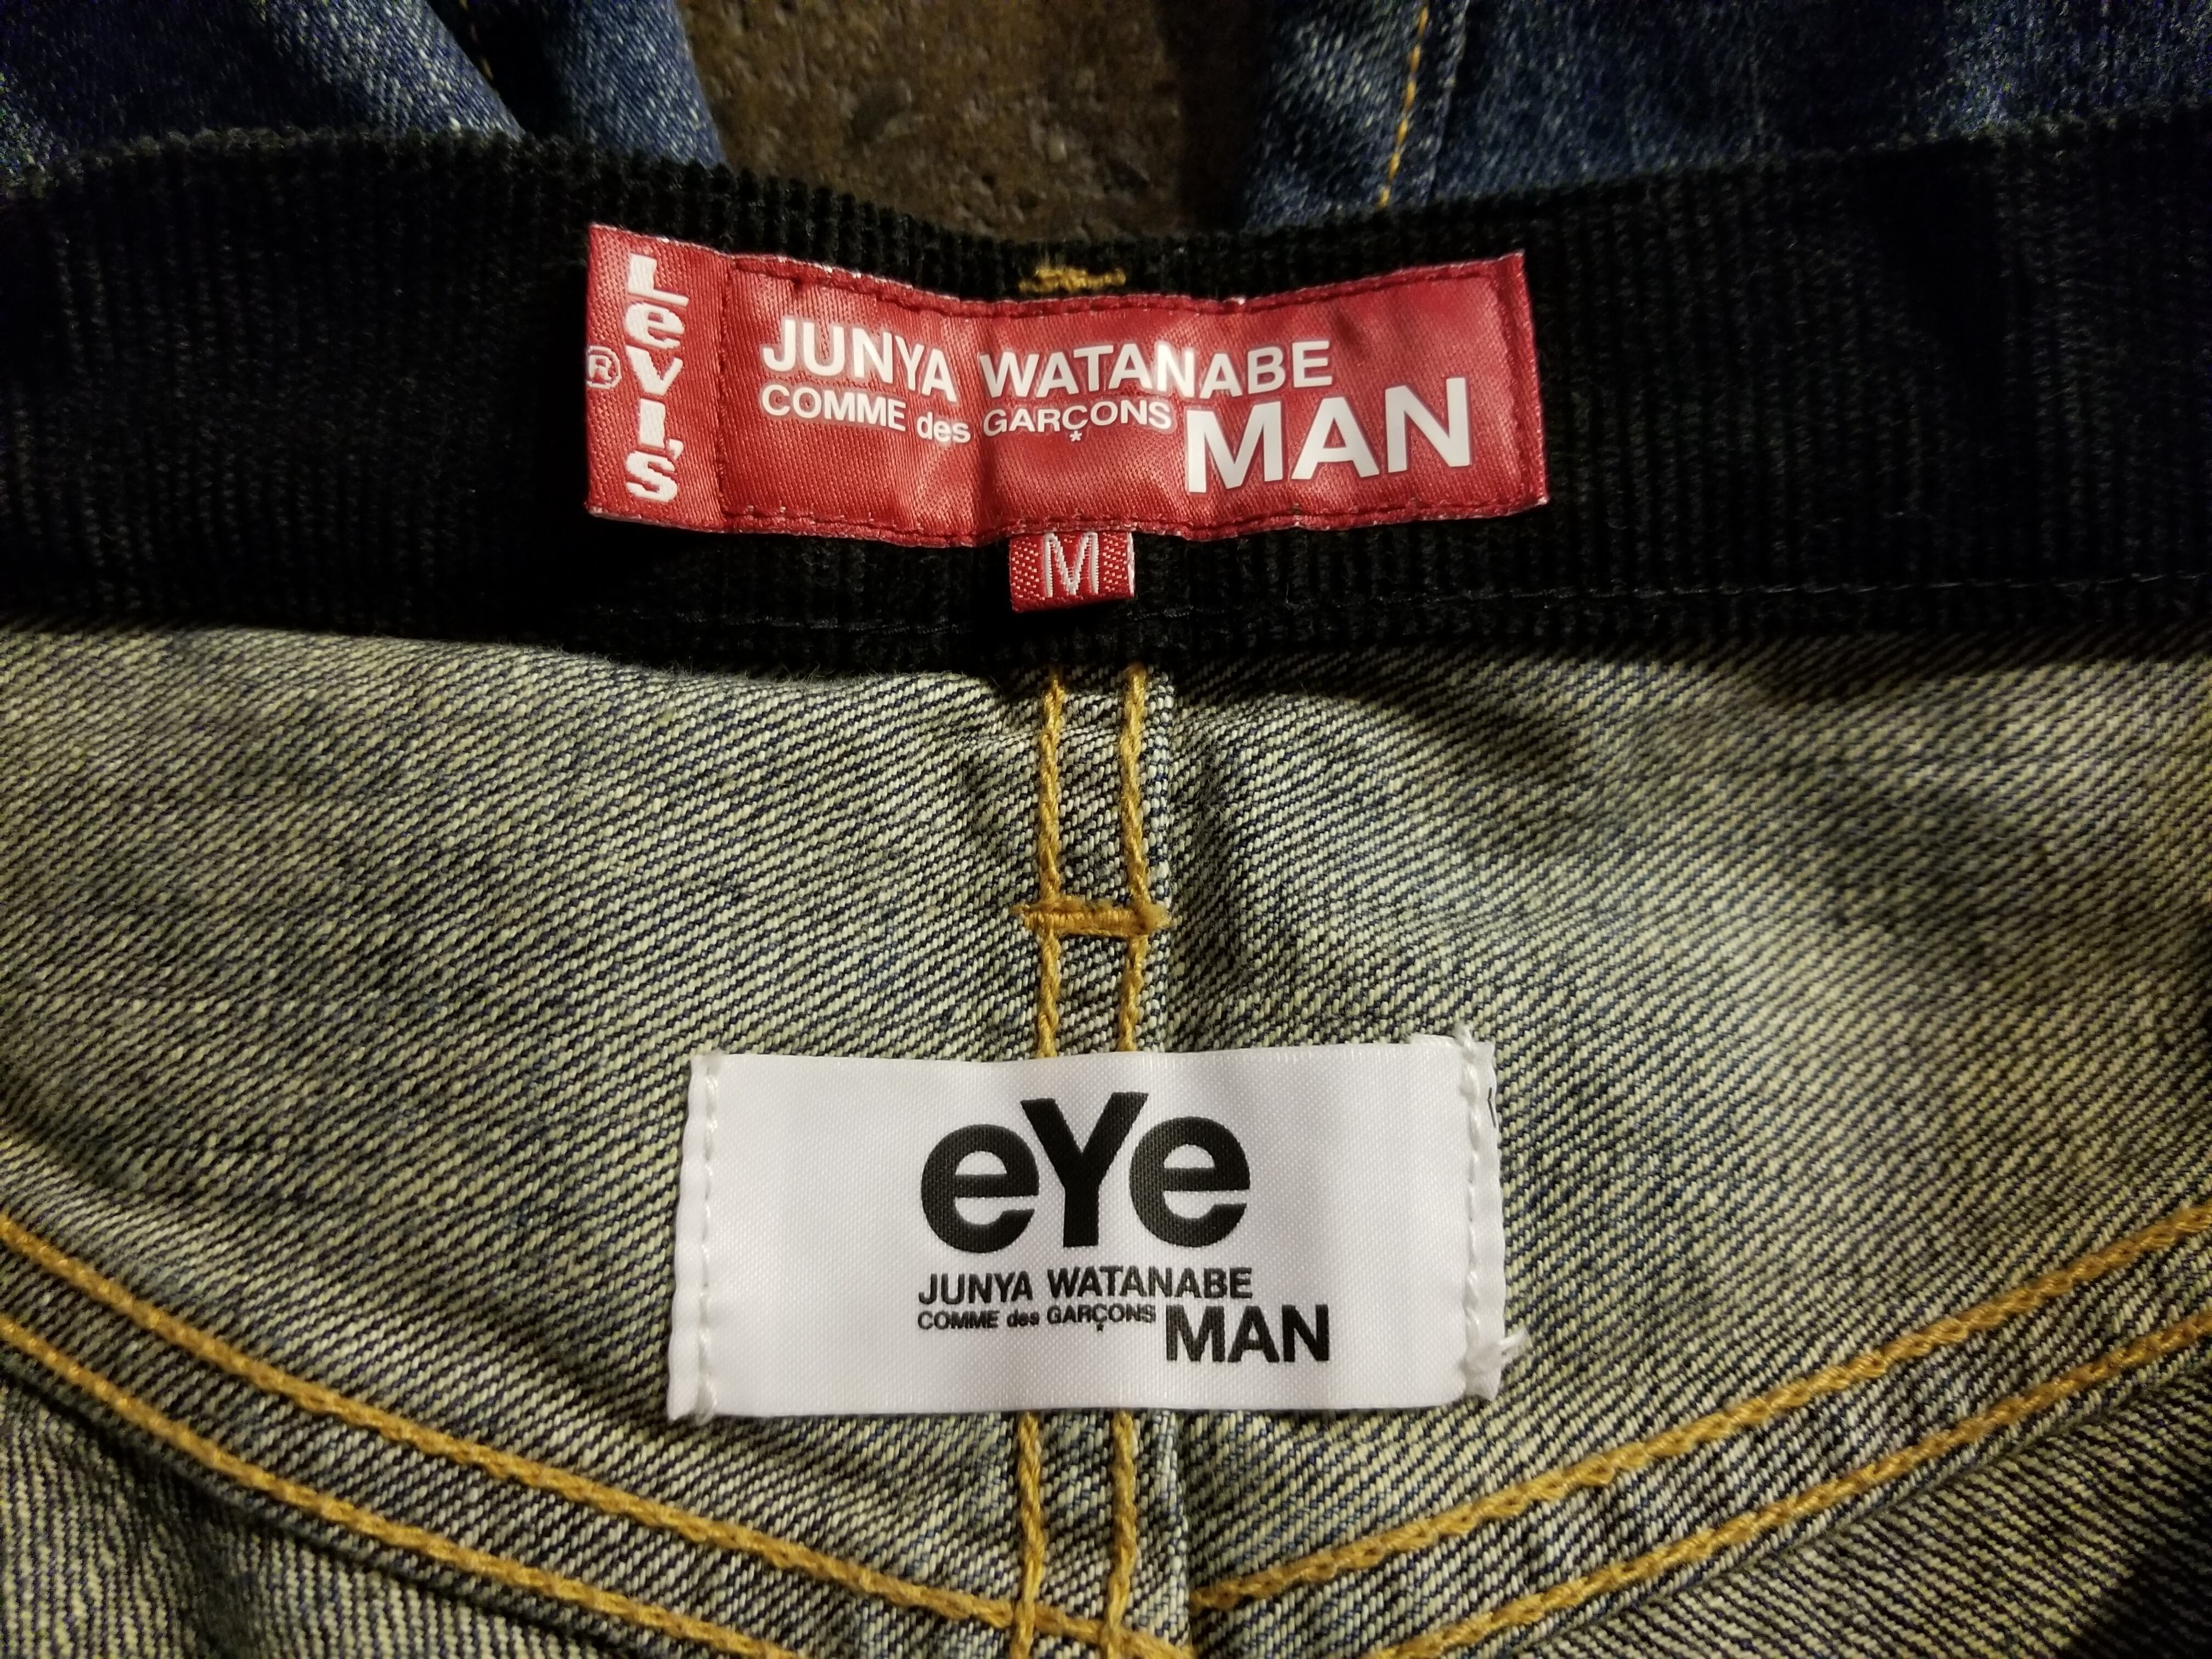 Levi's
®
JUNYA WATANABE
COMME des GARÇONS MAN
M
eYe
JUNYA WATANABE
COMME des GARÇONS MAN